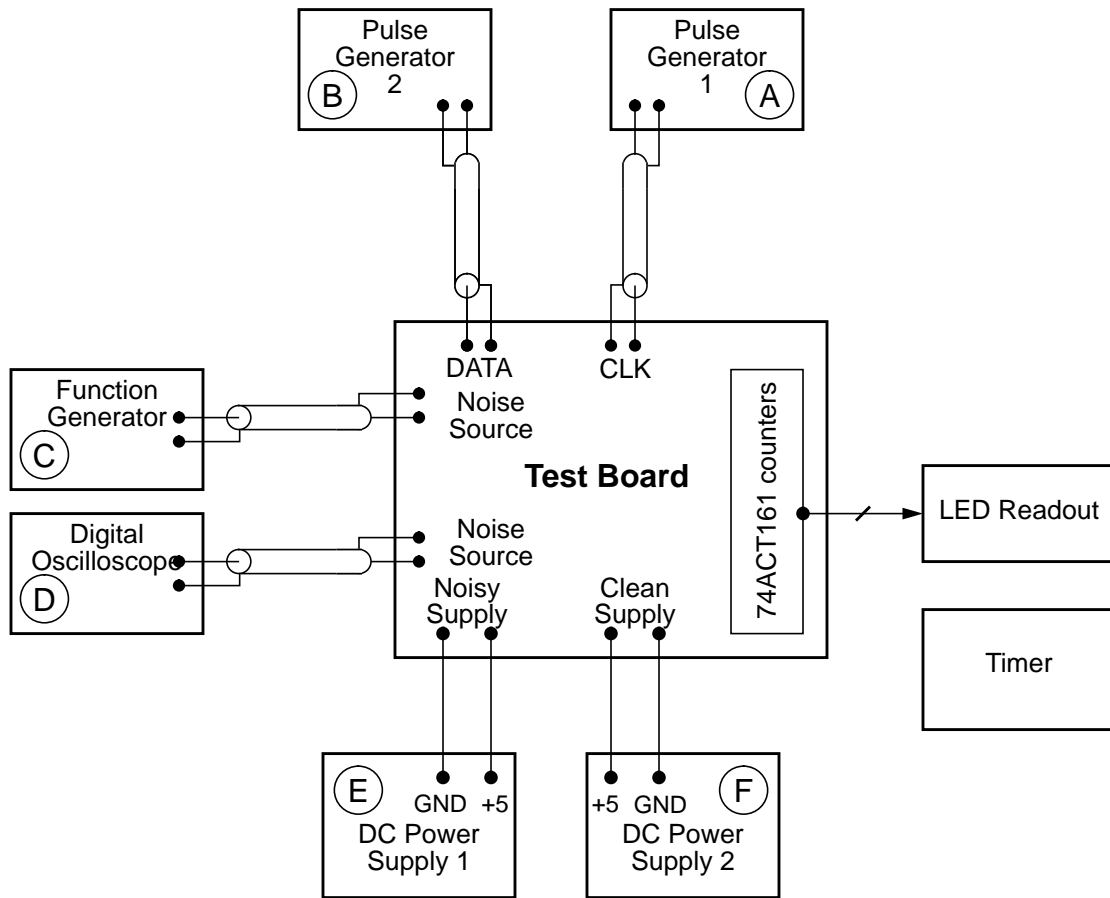 Pulse
Generator
2
B
Pulse
Generator
1
A
DATA
CLK
Function
Generator
C
Noise
Source
Test Board
74ACT161 counters
LED Readout
Digital
Oscilloscope
D
Noise
Source
Noisy
Supply
Clean
Supply
Timer
E
GND +5
DC Power
Supply 1
F
+5 GND
DC Power
Supply 2